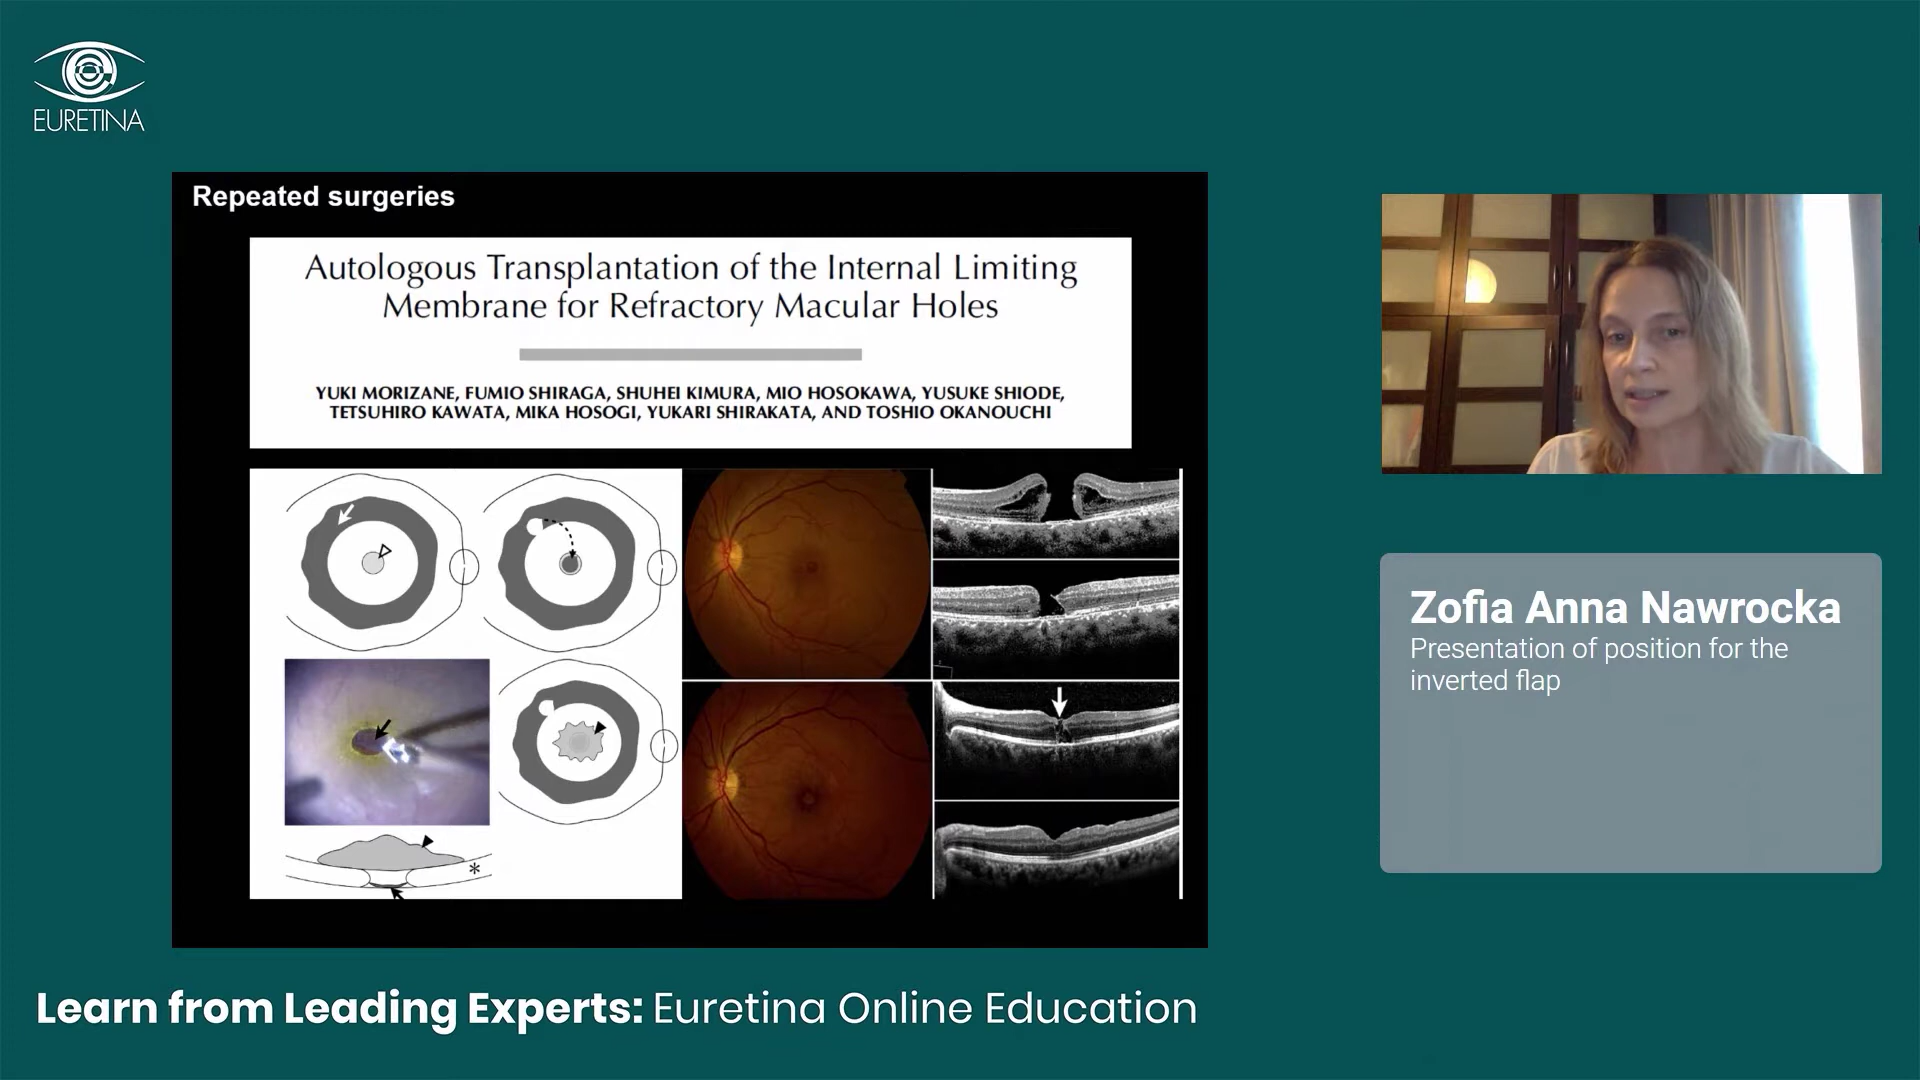 EURETINA
Repeated surgeries
Autologous Transplantation of the Internal Limiting
Membrane for Refractory Macular Holes
YUKI MORIZANE, FUMIO SHIRAGA, SHUHEI KIMURA, MIO HOSOKAWA, YUSUKE SHIODE,
TETSUHIRO KAWATA, MIKA HOSOGI, YUKARI SHIRAKATA, AND TOSHIO OKANOUCHI
*
Zofia Anna Nawrocka
Presentation of position for the
inverted flap
Learn from Leading Experts: Euretina Online Education